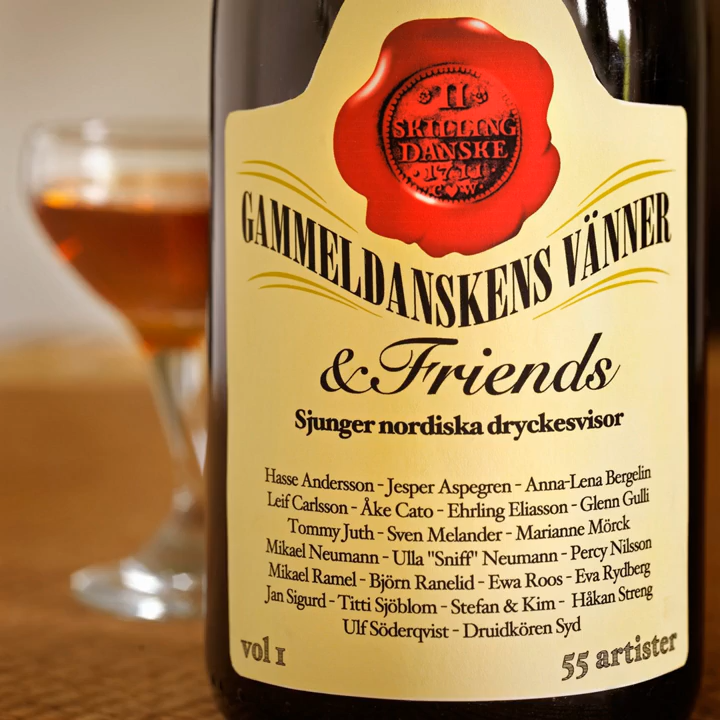 II
SKILLING
DANSKE
1711
C♥W
GAMMELDANSKENS VÄNNER
& Friends
Sjunger nordiska dryckesvisor
Hasse Andersson - Jesper Aspegren - Anna-Lena Bergelin
Leif Carlsson - Åke Cato - Ehrling Eliasson - Glenn Gulli
Tommy Juth - Sven Melander - Marianne Mörck
Mikael Neumann - Ulla "Sniff" Neumann - Percy Nilsson
Mikael Ramel - Björn Ranelid - Ewa Roos - Eva Rydberg
Jan Sigurd - Titti Sjöblom - Stefan & Kim - Håkan Streng
Ulf Söderqvist - Druidkören Syd
vol 1
55 artister